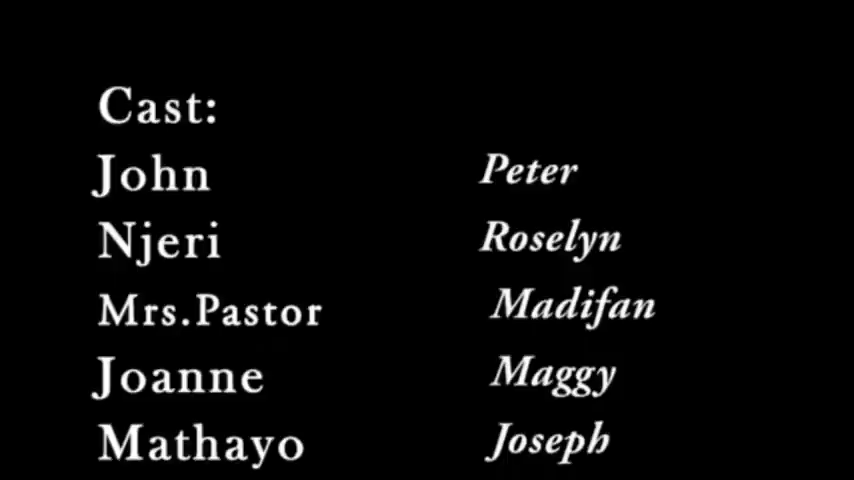 Cast:
John Peter
Njeri Roselyn
Mrs.Pastor Madifan
Joanne Maggy
Mathayo Joseph